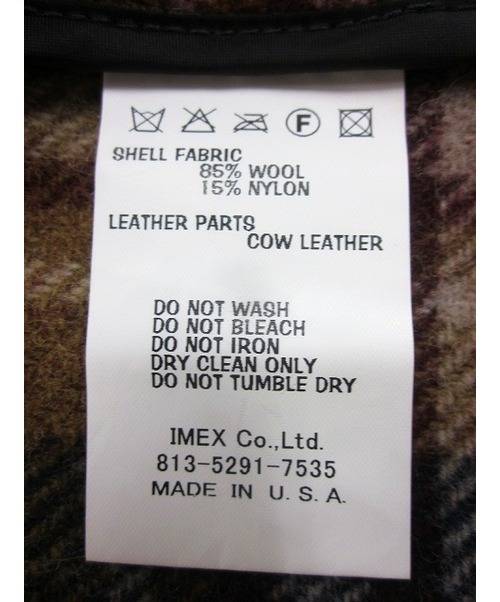 F
SHELL FABRIC
85% WOOL
15% NYLON
LEATHER PARTS
COW LEATHER
DO NOT WASH
DO NOT BLEACH
DO NOT IRON
DRY CLEAN ONLY
DO NOT TUMBLE DRY
IMEX Co.,Ltd.
813-5291-7535
MADE IN U.S.A.